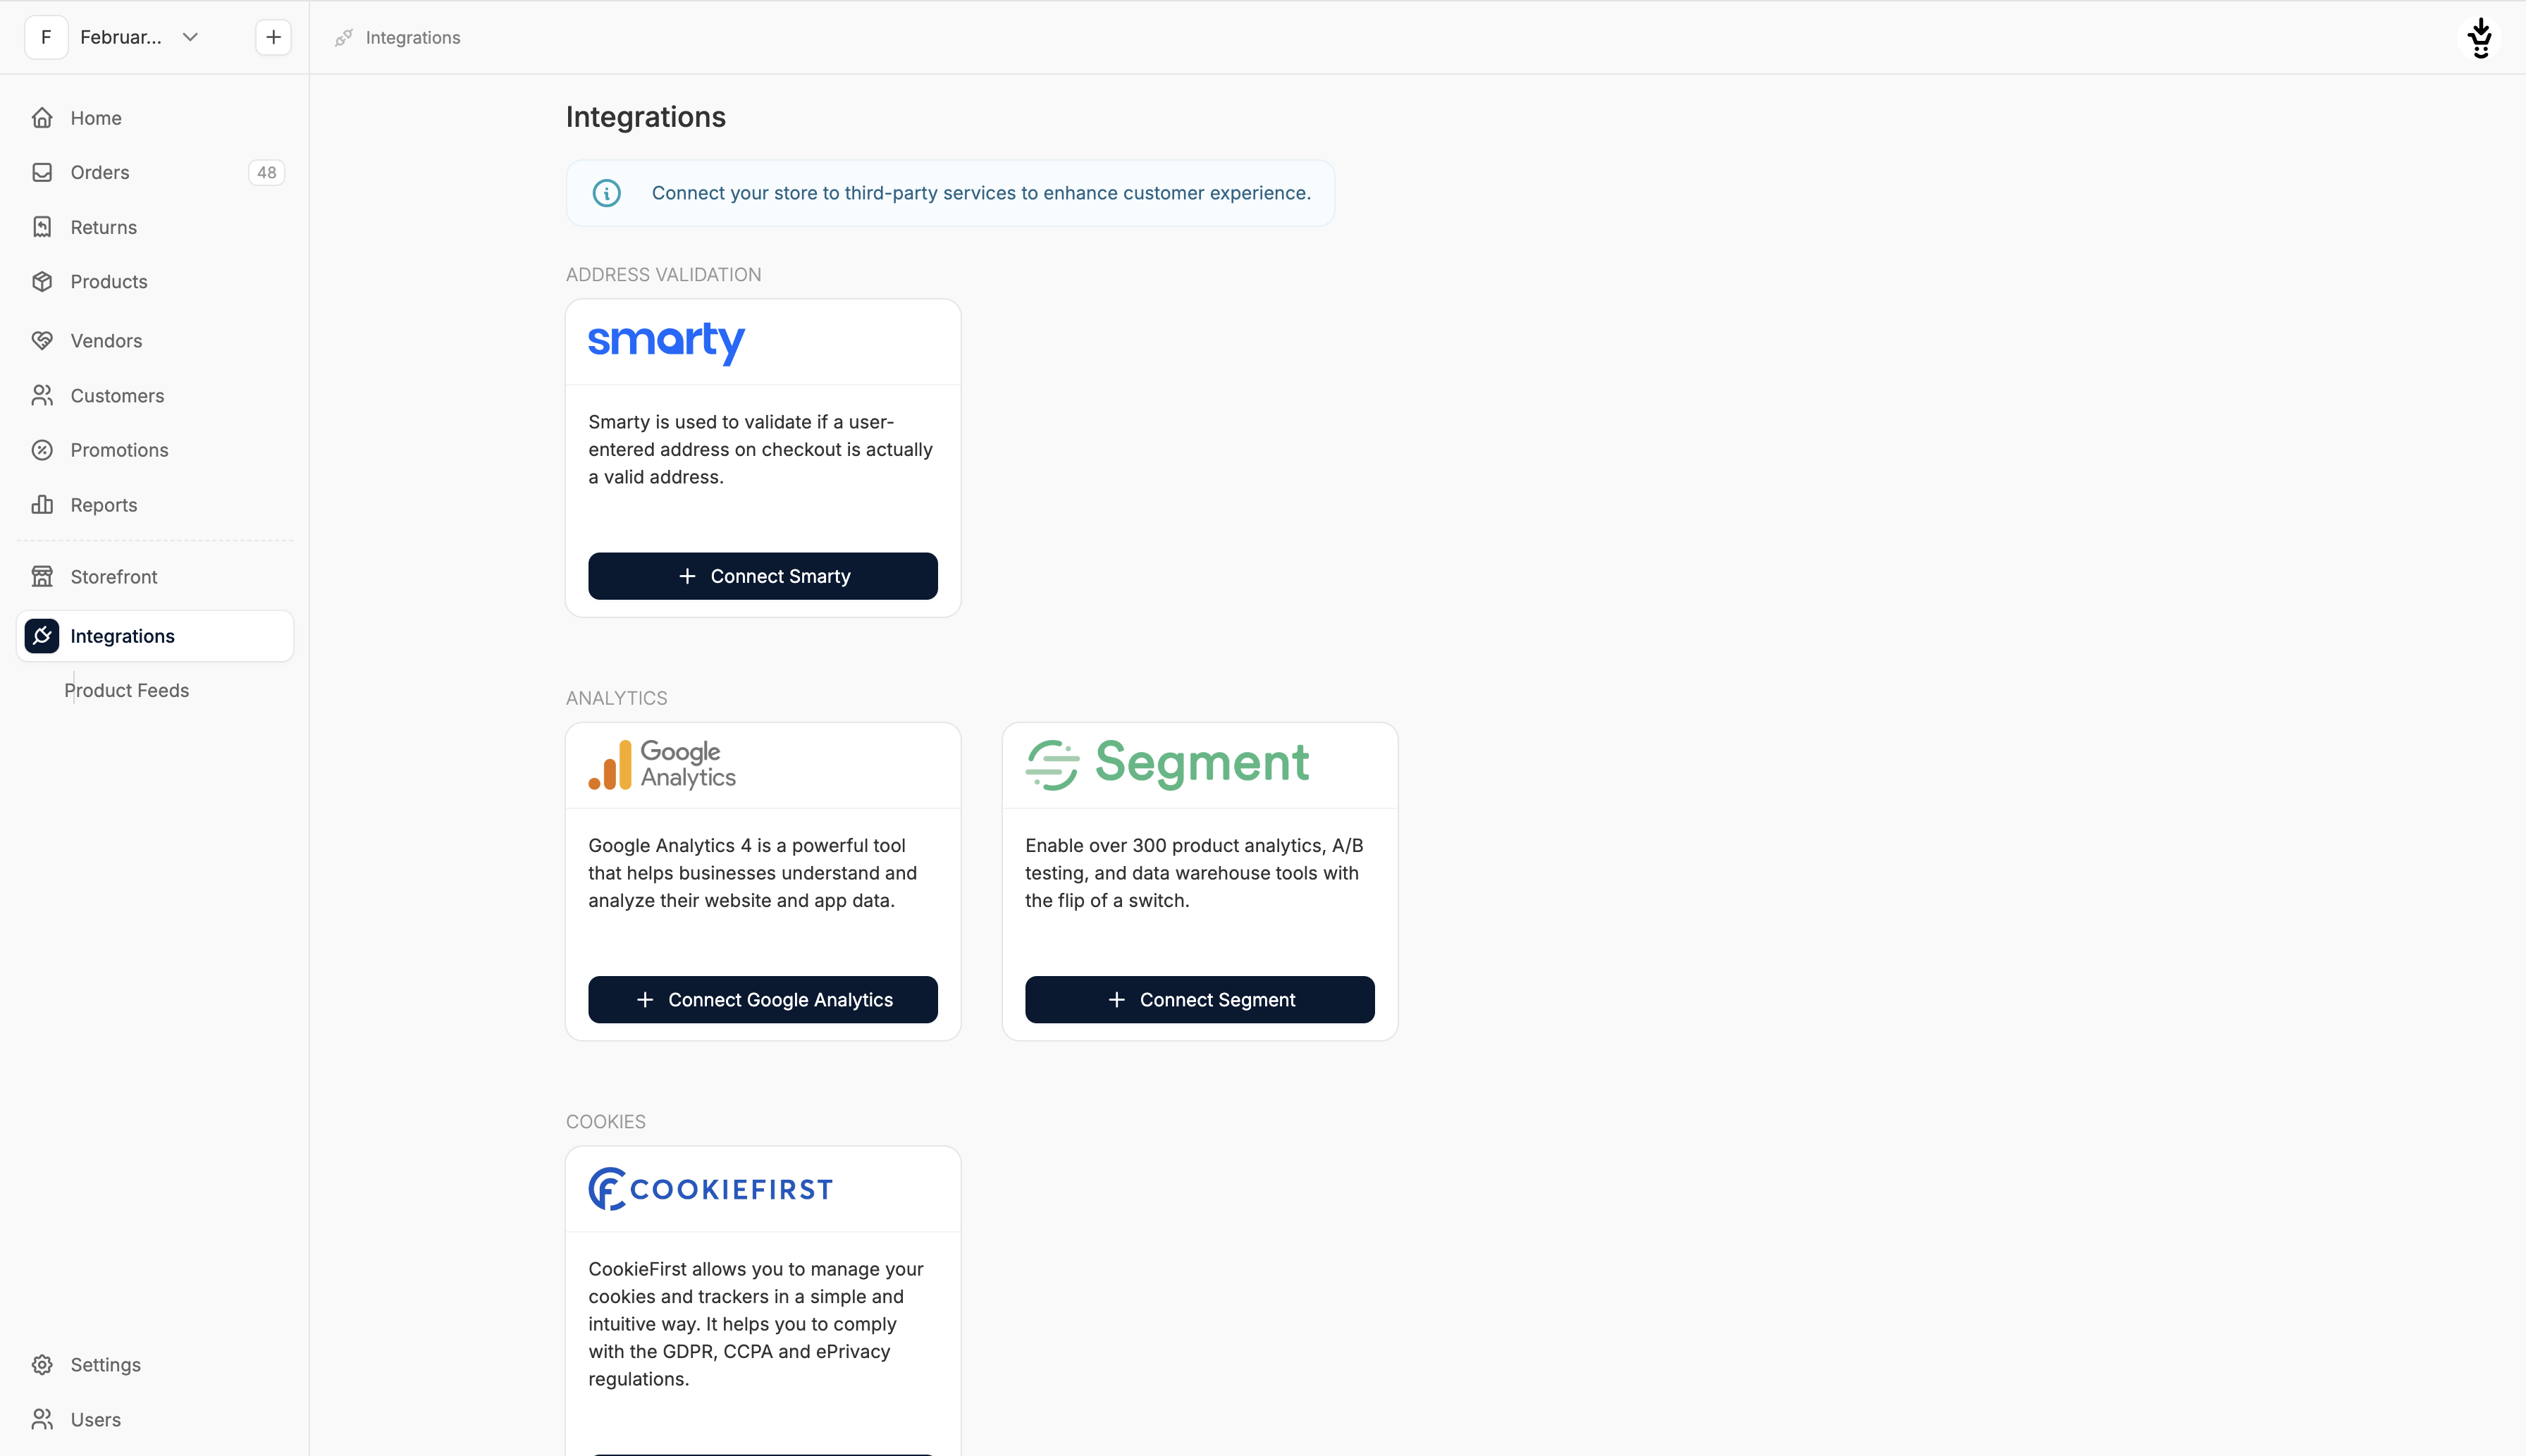 F
Februar...
Integrations
Home
Orders
48
Returns
Products
Vendors
Customers
Promotions
Reports
Storefront
Integrations
Product Feeds
Settings
Users
Integrations
Connect your store to third-party services to enhance customer experience.
ADDRESS VALIDATION
smarty
Smarty is used to validate if a user-
entered address on checkout is actually
a valid address.
Connect Smarty
ANALYTICS
Google
Analytics
Google Analytics 4 is a powerful tool
that helps businesses understand and
analyze their website and app data.
Connect Google Analytics
Segment
Enable over 300 product analytics, A/B
testing, and data warehouse tools with
the flip of a switch.
Connect Segment
COOKIES
COOKIEFIRST
CookieFirst allows you to manage your
cookies and trackers in a simple and
intuitive way. It helps you to comply
with the GDPR, CCPA and ePrivacy
regulations.